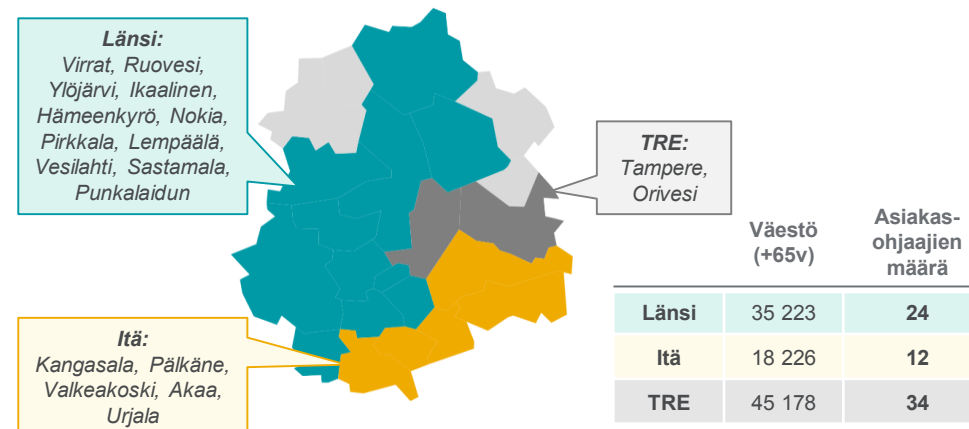 Länsi:
Virrat, Ruovesi,
Ylöjärvi, Ikaalinen,
Hämeenkyrö, Nokia,
Pirkkala, Lempäälä,
Vesilahti, Sastamala,
Punkalaidun
TRE:
Tampere,
Orivesi
Itä:
Kangasala, Pälkäne,
Valkeakoski, Akaa,
Urjala
Väestö
(+65v)
Asiakas-
ohjaajien
määrä
Länsi 35 223 24
Itä 18 226 12
TRE 45 178 34